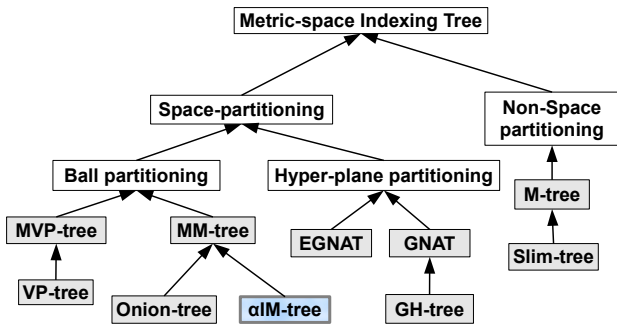 Metric-space Indexing Tree
Space-partitioning
Non-Space
partitioning
Ball partitioning
Hyper-plane partitioning
M-tree
MVP-tree
MM-tree
EGNAT
GNAT
Slim-tree
VP-tree
Onion-tree
αIM-tree
GH-tree